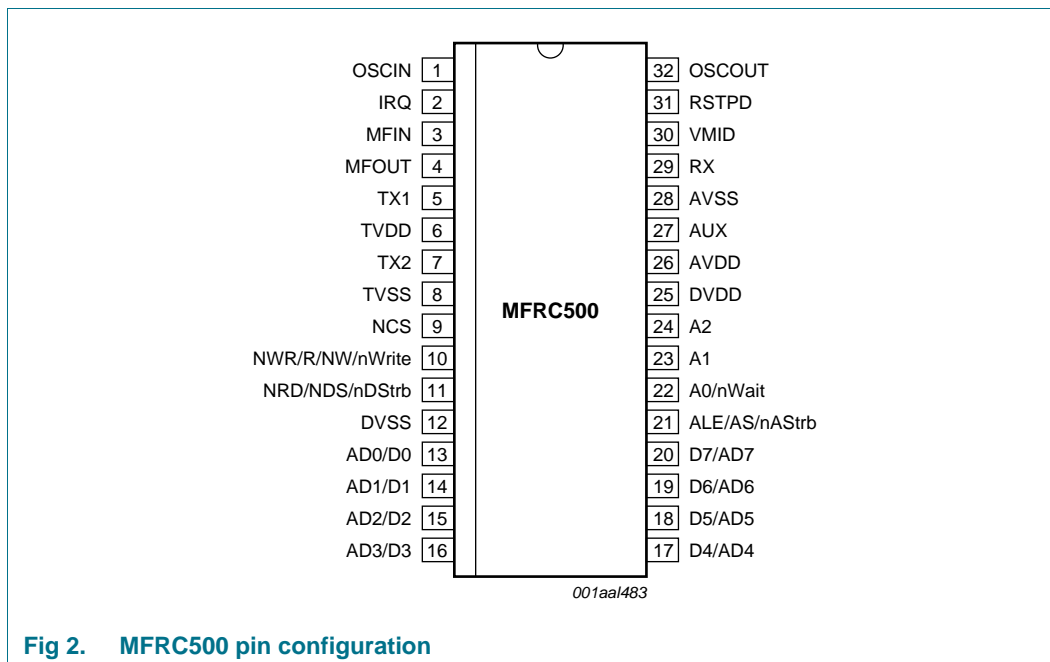 OSCIN 1 32 OSCOUT
IRQ 2 31 RSTPD
MFIN 3 30 VMID
MFOUT 4 29 RX
TX1 5 28 AVSS
TVDD 6 27 AUX
TX2 7 26 AVDD
TVSS 8 25 DVDD
MFRC500
NCS 9 24 A2
NWR/R/NW/nWrite 10 23 A1
NRD/NDS/nDStrb 11 22 A0/nWait
DVSS 12 21 ALE/AS/nAStrb
AD0/D0 13 20 D7/AD7
AD1/D1 14 19 D6/AD6
AD2/D2 15 18 D5/AD5
AD3/D3 16 17 D4/AD4
001aal483
Fig 2. MFRC500 pin configuration